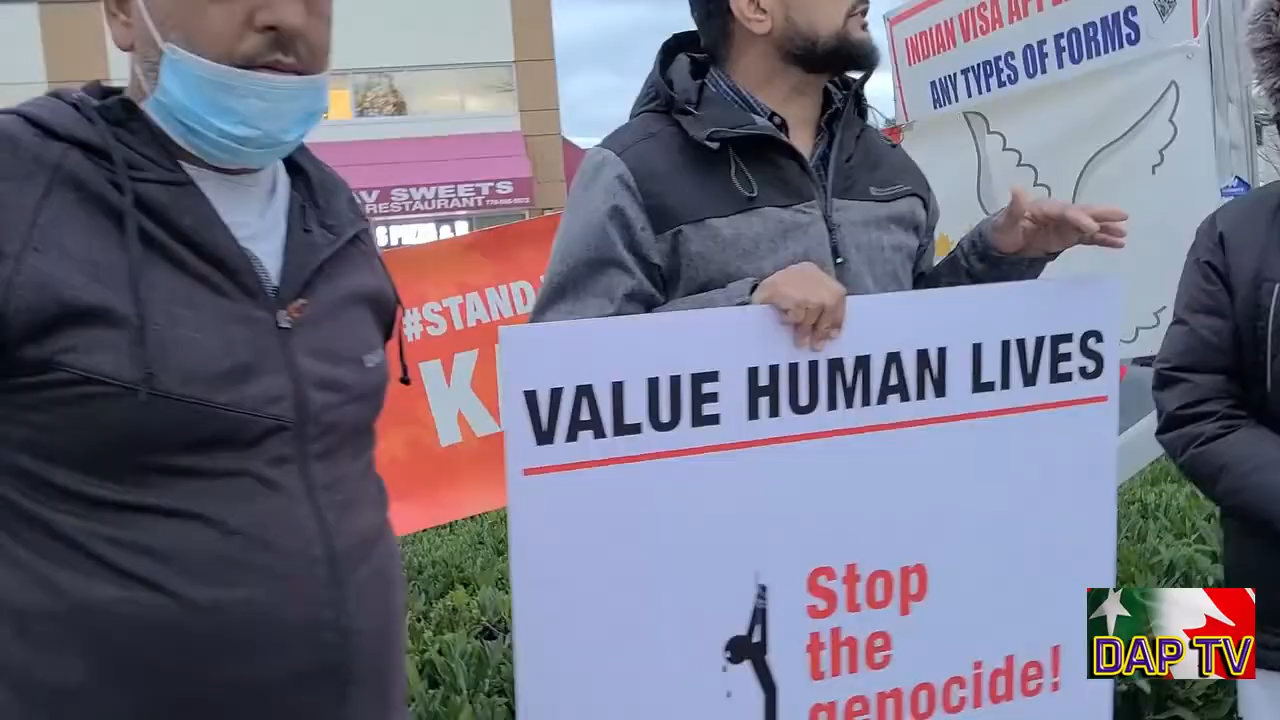 INDIAN VISA
ANY TYPES OF FORMS
SWEETS
RESTAURANT
#STAND
VALUE HUMAN LIVES
Stop
the
genocide!
DAP TV